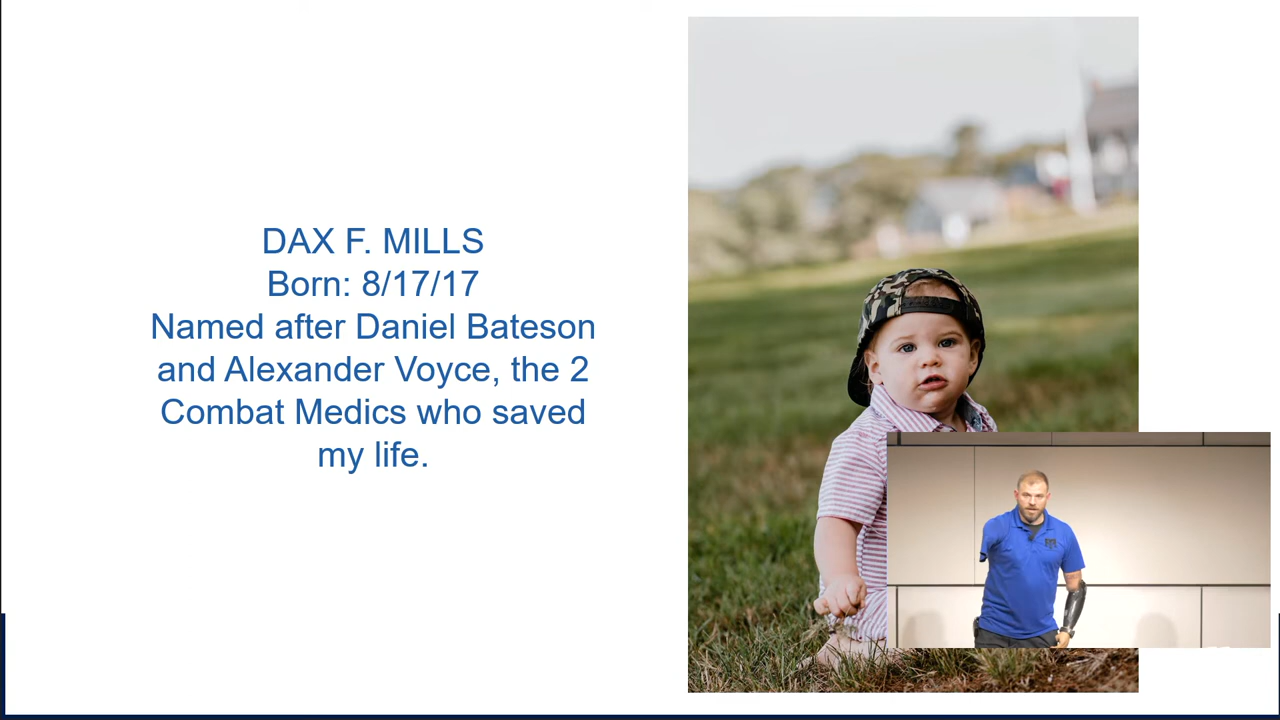 DAX F. MILLS
Born: 8/17/17
Named after Daniel Bateson
and Alexander Voyce, the 2
Combat Medics who saved
my life.